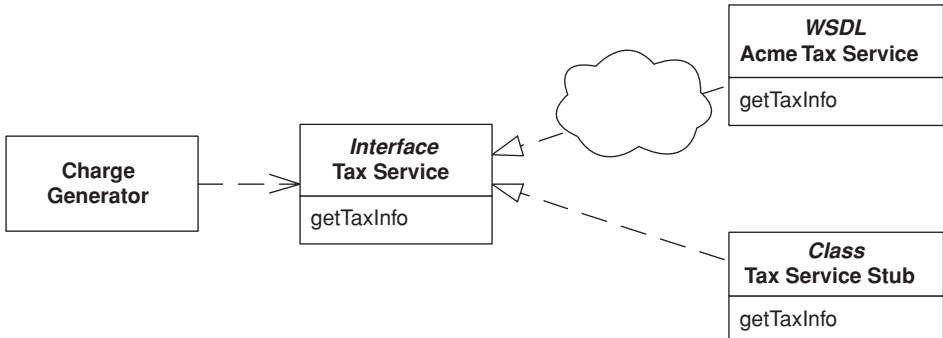 WSDL
Acme Tax Service
getTaxInfo
Interface
Tax Service
getTaxInfo
Charge
Generator
Class
Tax Service Stub
getTaxInfo